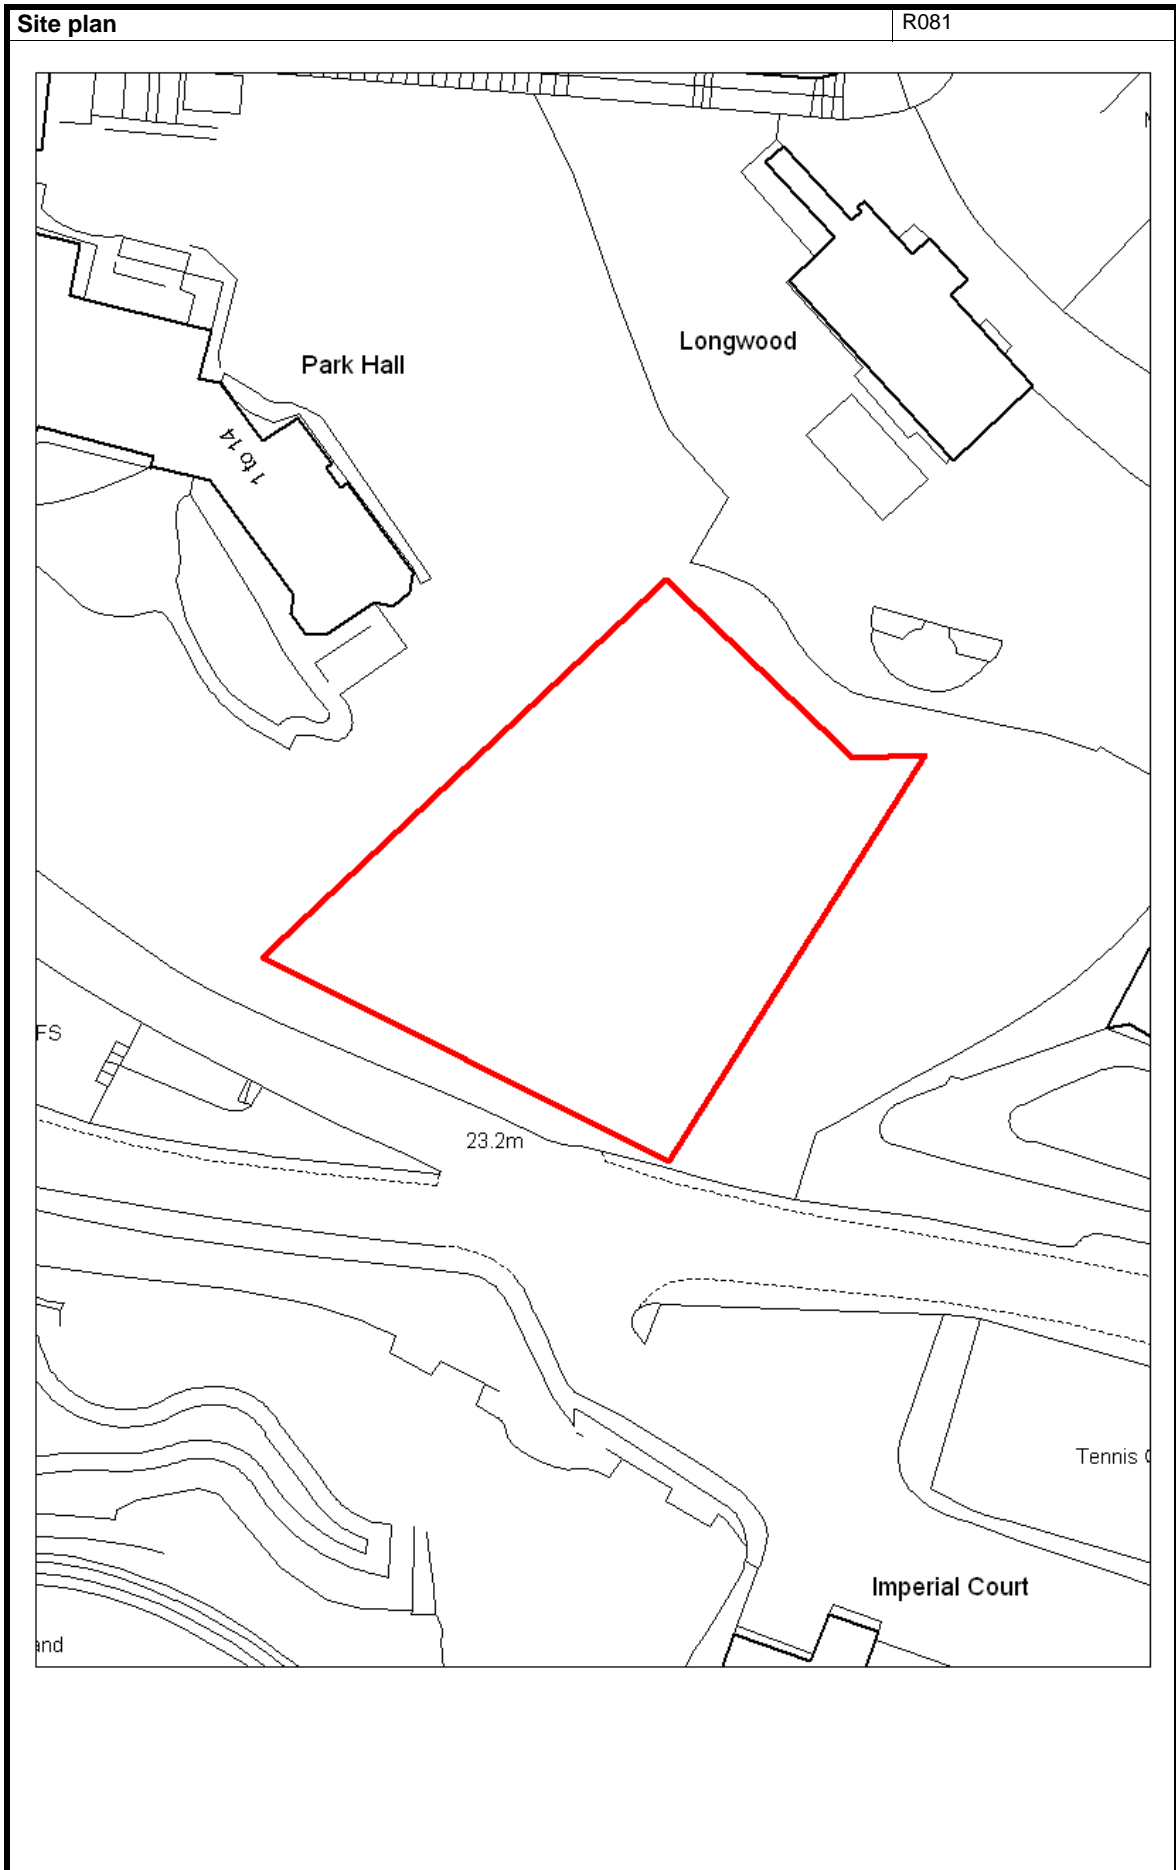 Site plan
R081
Longwood
Park Hall
1 to 14
FS
23.2m
Tennis
Imperial Court
and